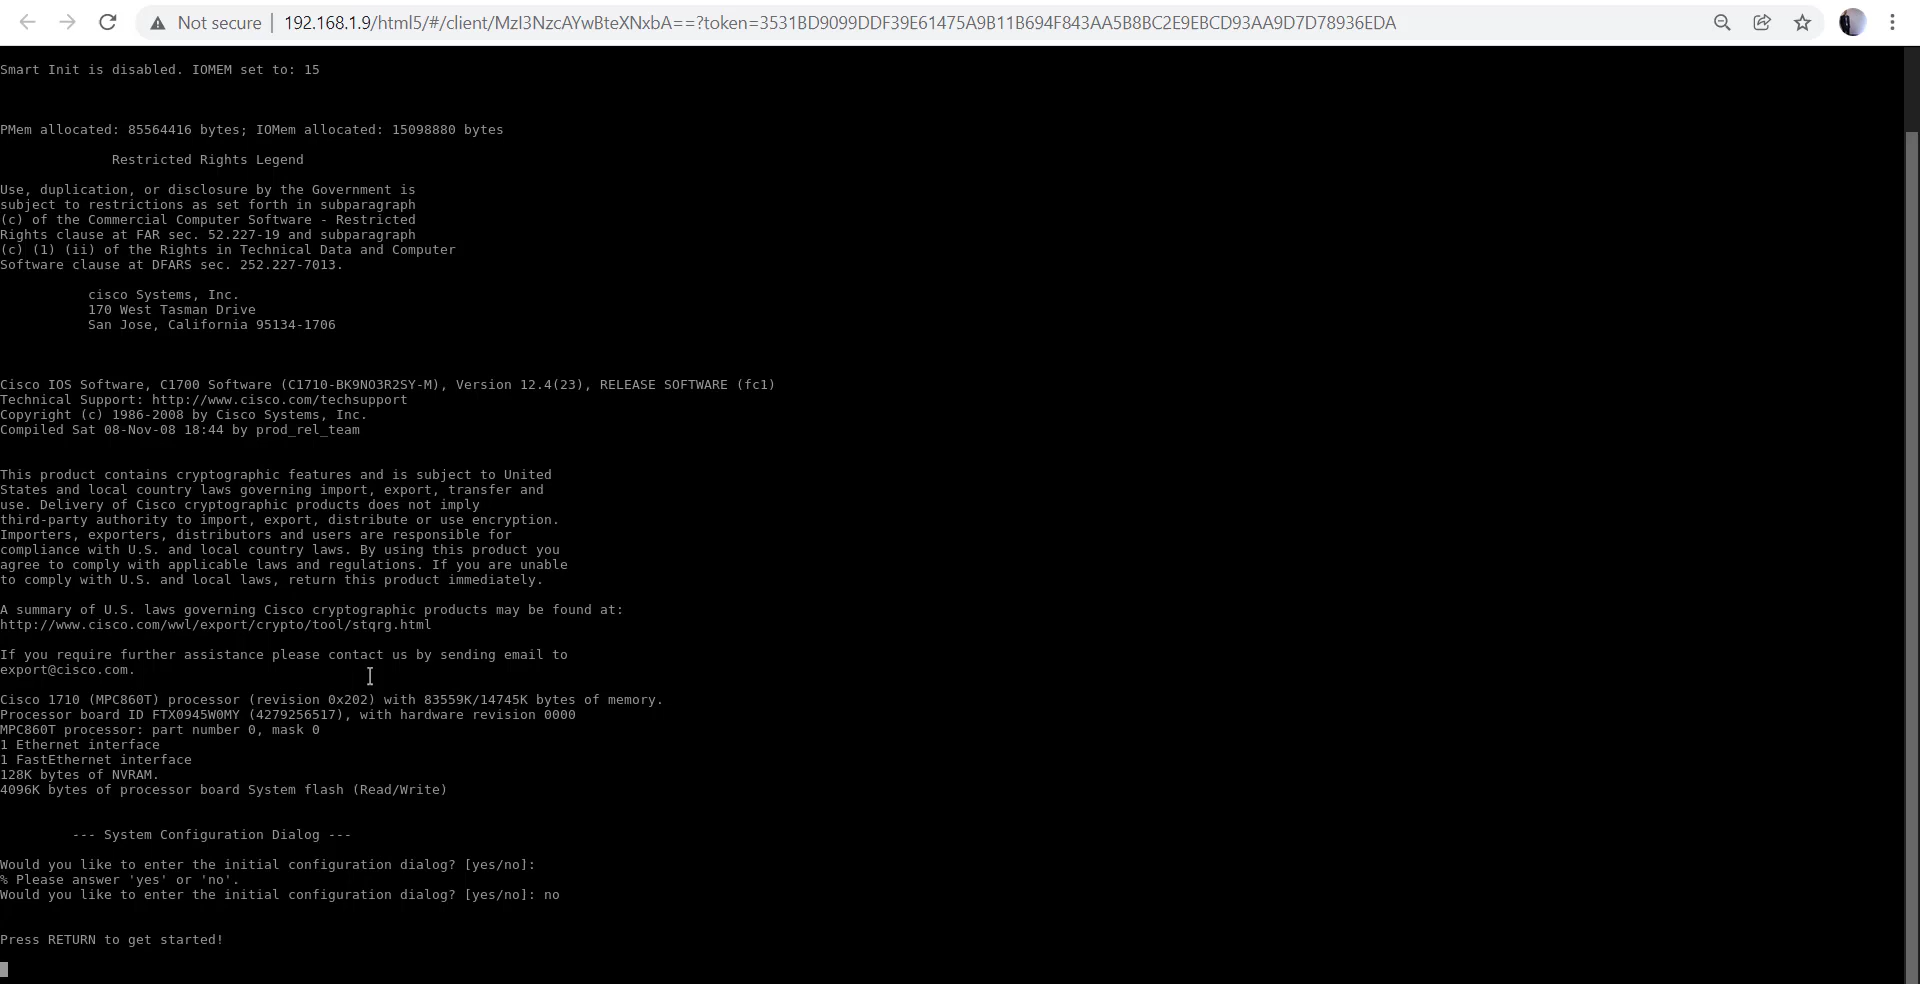 Not secure | 192.168.1.9/html5/#/client/MzI3NzcAYwBteXNxbA==?token=3531BD9099DDF39E61475A9B11B694F843AA5B8BC2E9EBCD93AA9D7D78936EDA
Smart Init is disabled. IOMEM set to: 15
PMem allocated: 85564416 bytes; IOMem allocated: 15098880 bytes
Restricted Rights Legend
Use, duplication, or disclosure by the Government is
subject to restrictions as set forth in subparagraph
(c) of the Commercial Computer Software - Restricted
Rights clause at FAR sec. 52.227-19 and subparagraph
(c) (1) (ii) of the Rights in Technical Data and Computer
Software clause at DFARS sec. 252.227-7013.
cisco Systems, Inc.
170 West Tasman Drive
San Jose, California 95134-1706
Cisco IOS Software, C1700 Software (C1710-BK9NO3R2SY-M), Version 12.4(23), RELEASE SOFTWARE (fc1)
Technical Support: http://www.cisco.com/techsupport
Copyright (c) 1986-2008 by Cisco Systems, Inc.
Compiled Sat 08-Nov-08 18:44 by prod_rel_team
This product contains cryptographic features and is subject to United
States and local country laws governing import, export, transfer and
use. Delivery of Cisco cryptographic products does not imply
third-party authority to import, export, distribute or use encryption.
Importers, exporters, distributors and users are responsible for
compliance with U.S. and local country laws. By using this product you
agree to comply with applicable laws and regulations. If you are unable
to comply with U.S. and local laws, return this product immediately.
A summary of U.S. laws governing Cisco cryptographic products may be found at:
http://www.cisco.com/wwl/export/crypto/tool/stqrg.html
If you require further assistance please contact us by sending email to
export@cisco.com.
Cisco 1710 (MPC860T) processor (revision 0x202) with 83559K/14745K bytes of memory.
Processor board ID FTX0945W0MY (4279256517), with hardware revision 0000
MPC860T processor: part number 0, mask 0
1 Ethernet interface
1 FastEthernet interface
128K bytes of NVRAM.
4096K bytes of processor board System flash (Read/Write)
--- System Configuration Dialog ---
Would you like to enter the initial configuration dialog? [yes/no]:
% Please answer 'yes' or 'no'.
Would you like to enter the initial configuration dialog? [yes/no]: no
Press RETURN to get started!